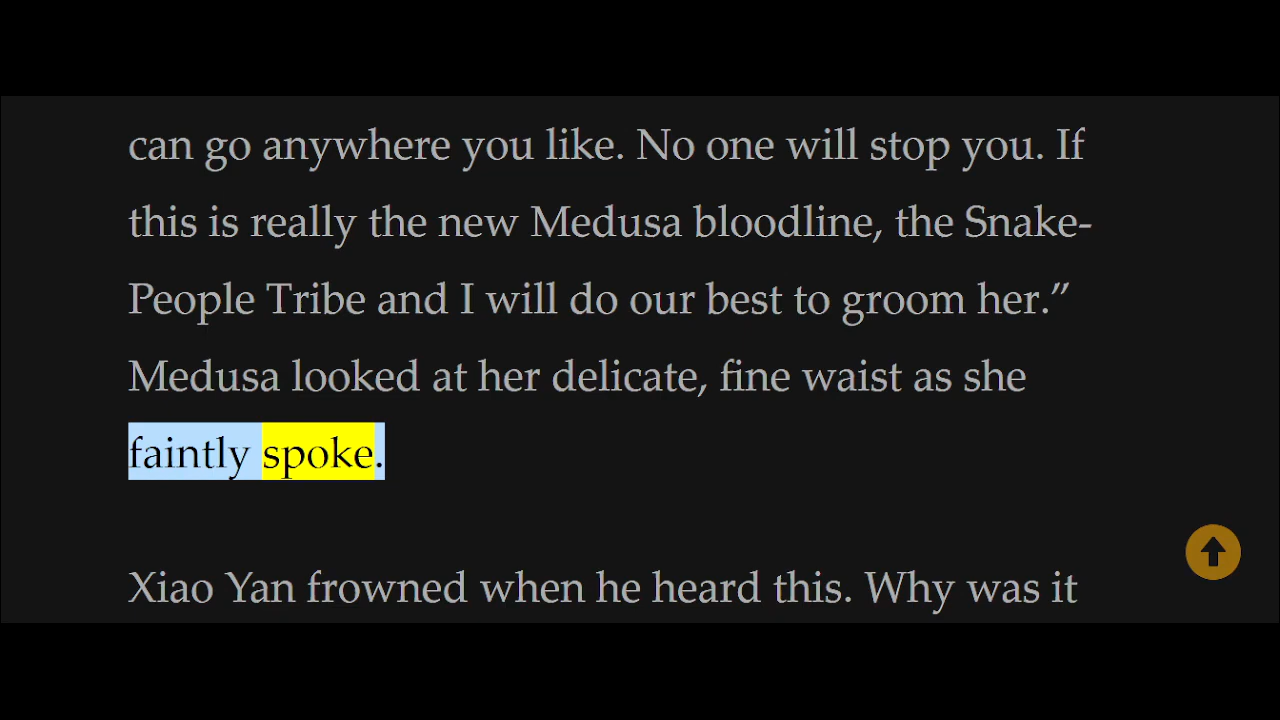 can go anywhere you like. No one will stop you. If
this is really the new Medusa bloodline, the Snake-
People Tribe and I will do our best to groom her.”
Medusa looked at her delicate, fine waist as she
faintly spoke.
Xiao Yan frowned when he heard this. Why was it